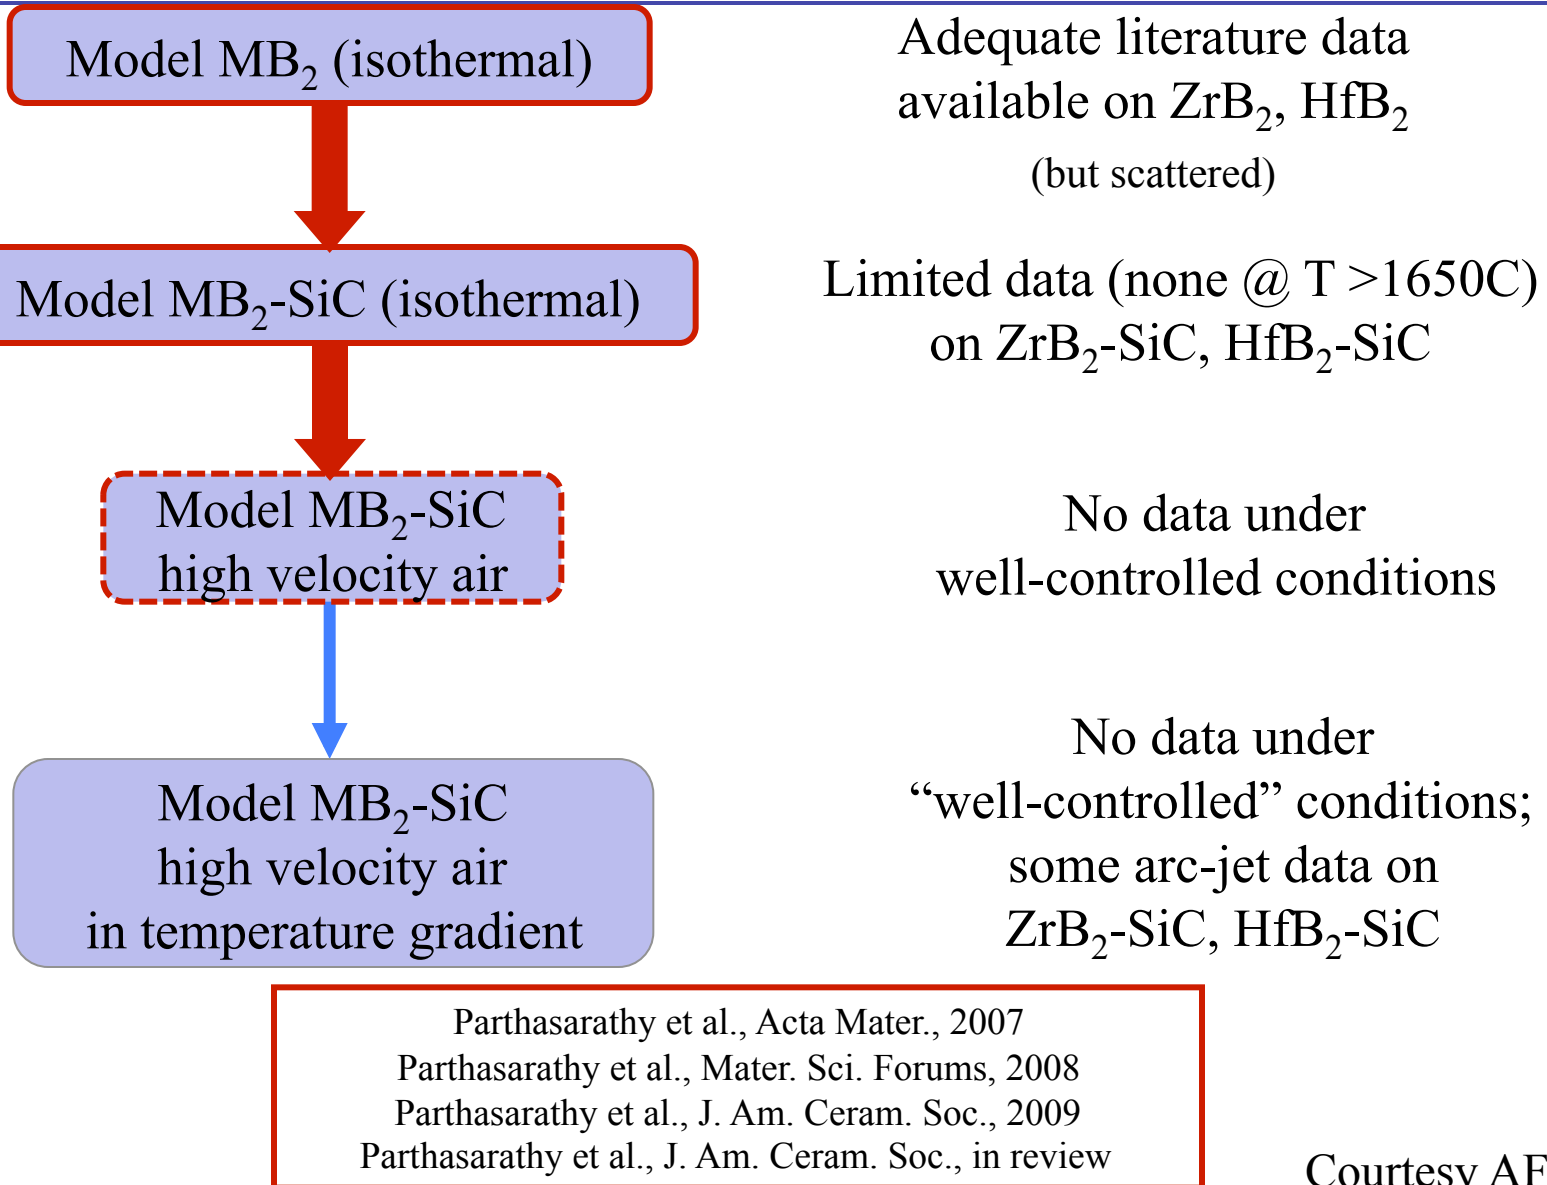 Model MB₂ (isothermal)
Adequate literature data
available on ZrB₂, HfB₂
(but scattered)
Model MB₂-SiC (isothermal)
Limited data (none @ T >1650C)
on ZrB₂-SiC, HfB₂-SiC
Model MB₂-SiC
high velocity air
No data under
well-controlled conditions
Model MB₂-SiC
high velocity air
in temperature gradient
No data under
“well-controlled” conditions;
some arc-jet data on
ZrB₂-SiC, HfB₂-SiC
Parthasarathy et al., Acta Mater., 2007
Parthasarathy et al., Mater. Sci. Forums, 2008
Parthasarathy et al., J. Am. Ceram. Soc., 2009
Parthasarathy et al., J. Am. Ceram. Soc., in review
Courtesy